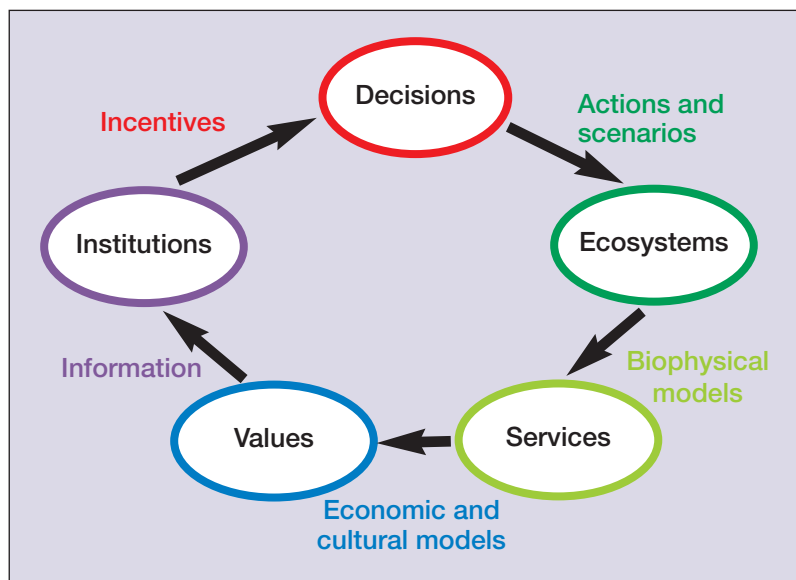 Decisions
Incentives
Actions and
scenarios
Institutions
Ecosystems
Information
Biophysical
models
Values
Services
Economic and
cultural models